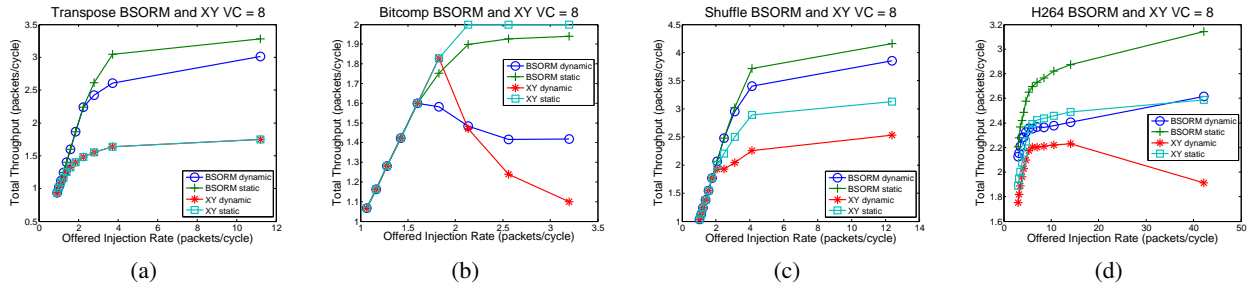 Transpose BSORM and XY VC = 8
Total Throughput (packets/cycle)
3.5
3
2.5
2
1.5
1
0.5
0 2 4 6 8 10 12
Offered Injection Rate (packets/cycle)
BSORM dynamic
BSORM static
XY dynamic
XY static
(a)
Bitcomp BSORM and XY VC = 8
Total Throughput (packets/cycle)
2
1.9
1.8
1.7
1.6
1.5
1.4
1.3
1.2
1.1
1
1 1.5 2 2.5 3 3.5
Offered Injection Rate (packets/cycle)
BSORM dynamic
BSORM static
XY dynamic
XY static
(b)
Shuffle BSORM and XY VC = 8
Total Throughput (packets/cycle)
5
4.5
4
3.5
3
2.5
2
1.5
1
0 2 4 6 8 10 12 14
Offered Injection Rate (packets/cycle)
BSORM dynamic
BSORM static
XY dynamic
XY static
(c)
H264 BSORM and XY VC = 8
Total Throughput (packets/cycle)
3.2
3
2.8
2.6
2.4
2.2
2
1.8
1.6
0 10 20 30 40 50
Offered Injection Rate (packets/cycle)
BSORM dynamic
BSORM static
XY dynamic
XY static
(d)